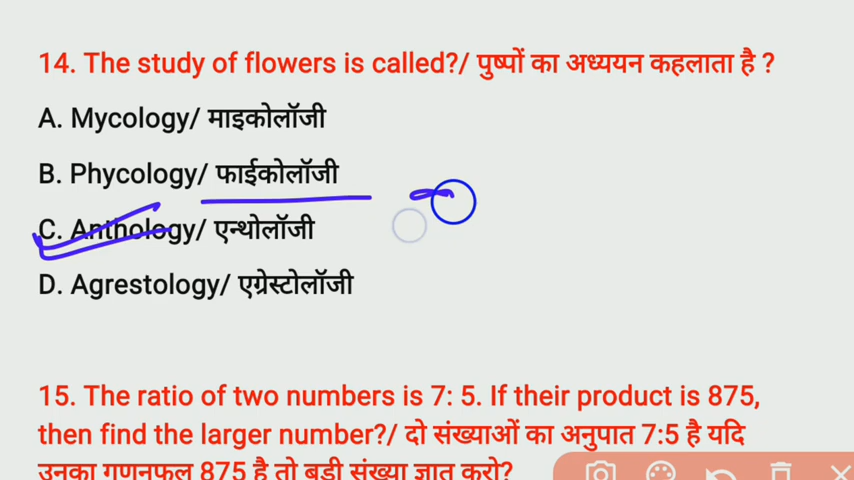 14. The study of flowers is called?/ पुष्पों का अध्ययन कहलाता है ?
A. Mycology/ माइकोलॉजी
B. Phycology/ फाईकोलॉजी
C. Anthology/ एन्थोलॉजी
D. Agrestology/ एग्रेस्टोलॉजी
15. The ratio of two numbers is 7: 5. If their product is 875,
then find the larger number?/ दो संख्याओं का अनुपात 7:5 है यदि
उनका गुणनफल 875 है तो बड़ी संख्या ज्ञात करो?